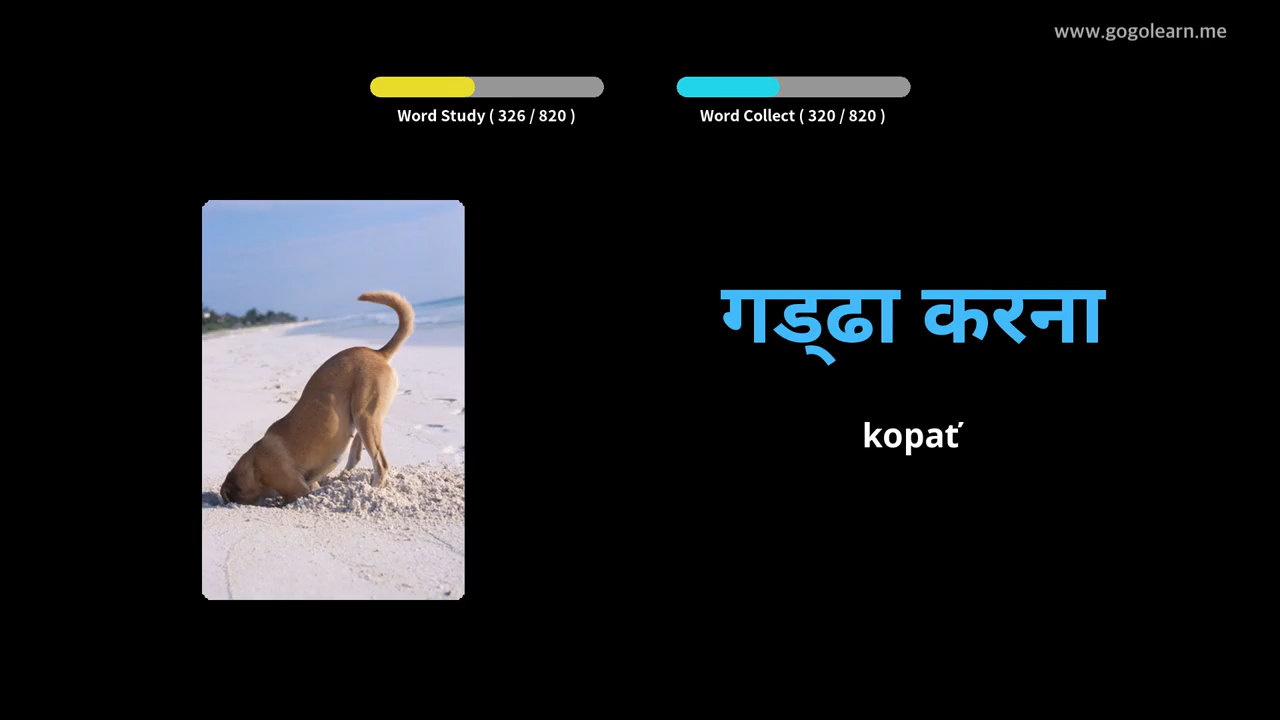 www.gogolearn.me
Word Study ( 326 / 820 )
Word Collect ( 320 / 820 )
गड्ढा करना
kopať